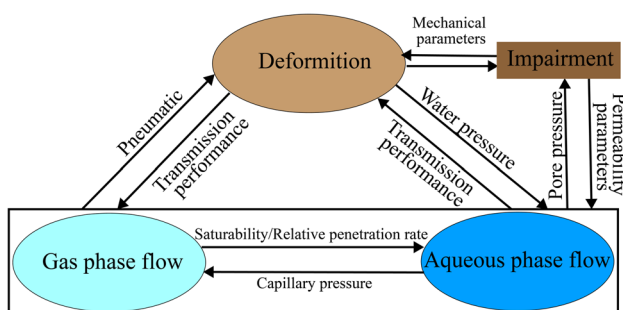 Mechanical
parameters
Deformition
Impairment
Pneumatic
Transmission
performance
Water pressure
Transmission
performance
Pore pressure
Permeability
parameters
Saturability/Relative penetration rate
Gas phase flow
Aqueous phase flow
Capillary pressure